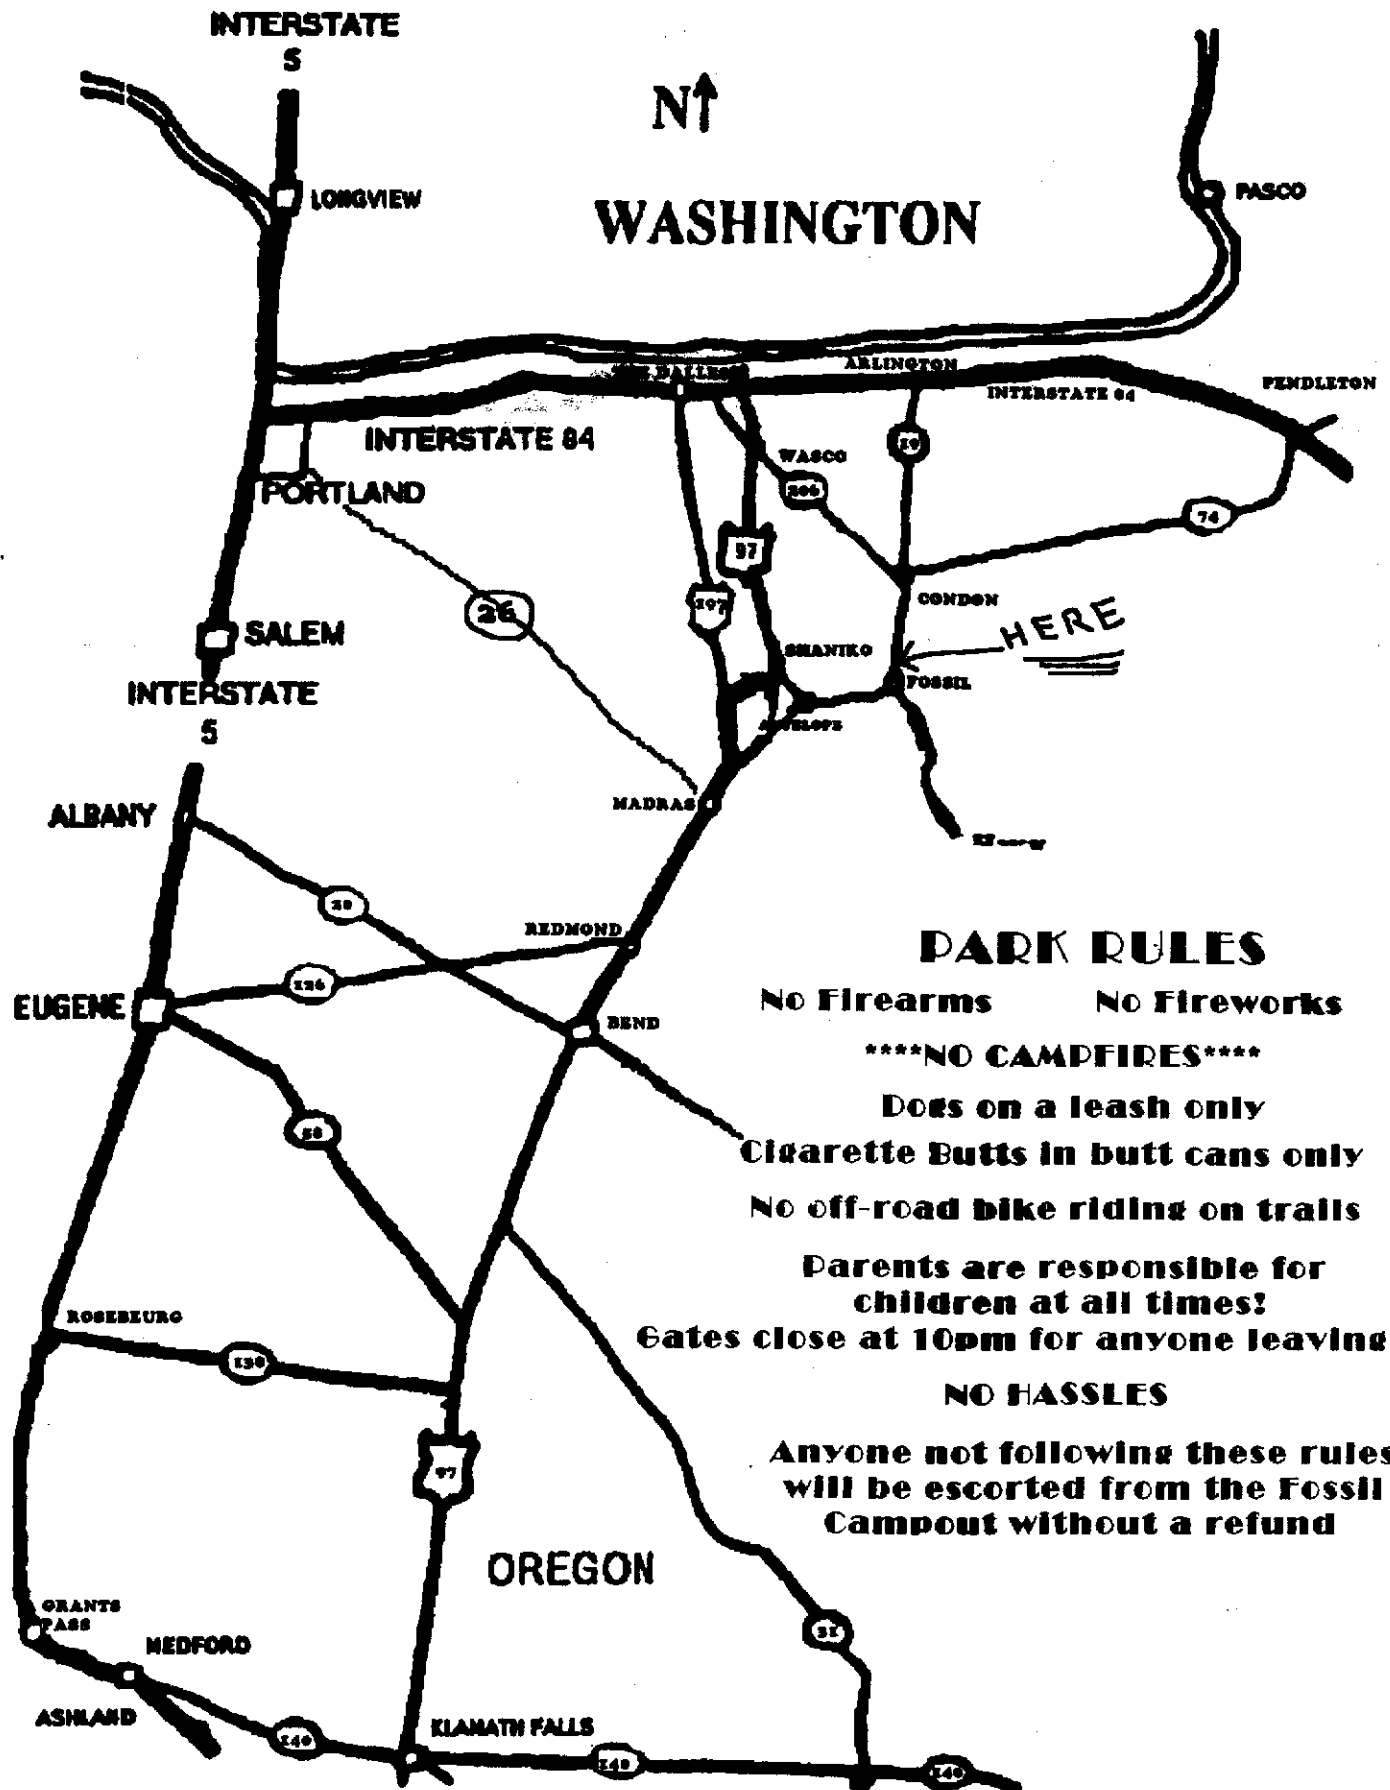 INTERSTATE
5
N
LONGVIEW
WASHINGTON
PASCO
THE DALLES
ARLINGTON
INTERSTATE 84
PENDLETON
INTERSTATE 84
19
WASCO
206
PORTLAND
74
97
26
197
CONDON
HERE
SALEM
SHANIKO
FOSSIL
INTERSTATE
5
ANTELOPE
MADRAS
ALBANY
20
REDMOND
126
EUGENE
BEND
PARK RULES
No Firearms No Fireworks
****NO CAMPFIRES****
Dogs on a leash only
58
Cigarette Butts in butt cans only
No off-road bike riding on trails
Parents are responsible for
children at all times!
ROSEBEURG
Gates close at 10pm for anyone leaving
138
NO HASSLES
97
Anyone not following these rules
will be escorted from the Fossil
Campout without a refund
OREGON
GRANTS
PASS
31
MEDFORD
ASHLAND
140
KLAMATH FALLS
140
140